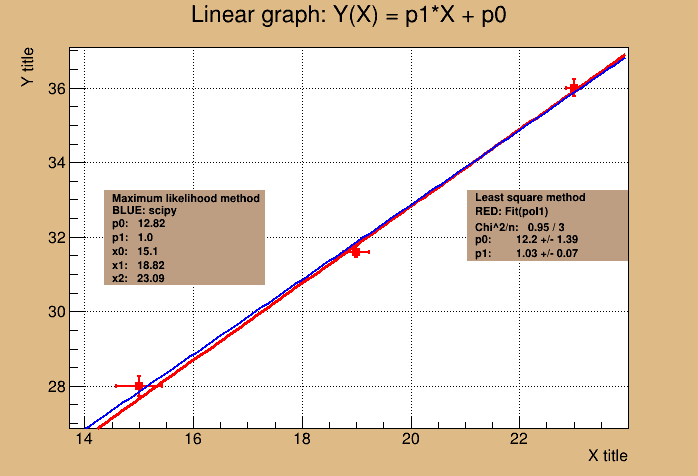 Linear graph: Y(X) = p1*X + p0
Y title
36
34
32
30
28
Maximum likelihood method
BLUE: scipy
p0: 12.82
p1: 1.0
x0: 15.1
x1: 18.82
x2: 23.09
Least square method
RED: Fit(pol1)
Chi^2/n: 0.95 / 3
p0: 12.2 +/- 1.39
p1: 1.03 +/- 0.07
14 16 18 20 22
X title